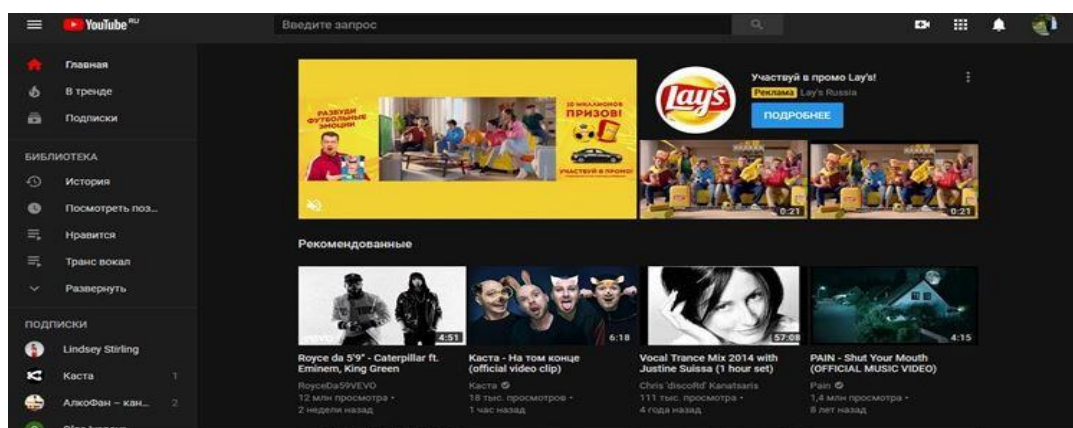 YouTube RU
Введите запрос
Главная
В тренде
Подписки
БИБЛИОТЕКА
История
Посмотреть поз...
Нравится
Транс вокал
Развернуть
ПОДПИСКИ
Lindsey Stirling
Каста 1
АлкоФан – кан... 2
РАЗБУДИ
ФУТБОЛЬНЫЕ
ЭМОЦИИ
20 МИЛЛИОНОВ
ПРИЗОВ!
УЧАСТВУЙ В ПРОМО!
Lay's
Участвуй в промо Lay's!
Реклама Lay's Russia
ПОДРОБНЕЕ
0:21
0:21
Рекомендованные
4:51
Royce da 5'9" - Caterpillar ft.
Eminem, King Green
RoyceDa59VEVO
12 млн просмотра •
2 недели назад
6:18
Каста - На том конце
(official video clip)
Каста
18 тыс. просмотров •
1 час назад
57:08
Vocal Trance Mix 2014 with
Justine Suissa (1 hour set)
Chris 'discoRd' Kanatsaris
111 тыс. просмотра •
4 года назад
4:15
PAIN - Shut Your Mouth
(OFFICIAL MUSIC VIDEO)
Pain
1,4 млн просмотра •
8 лет назад